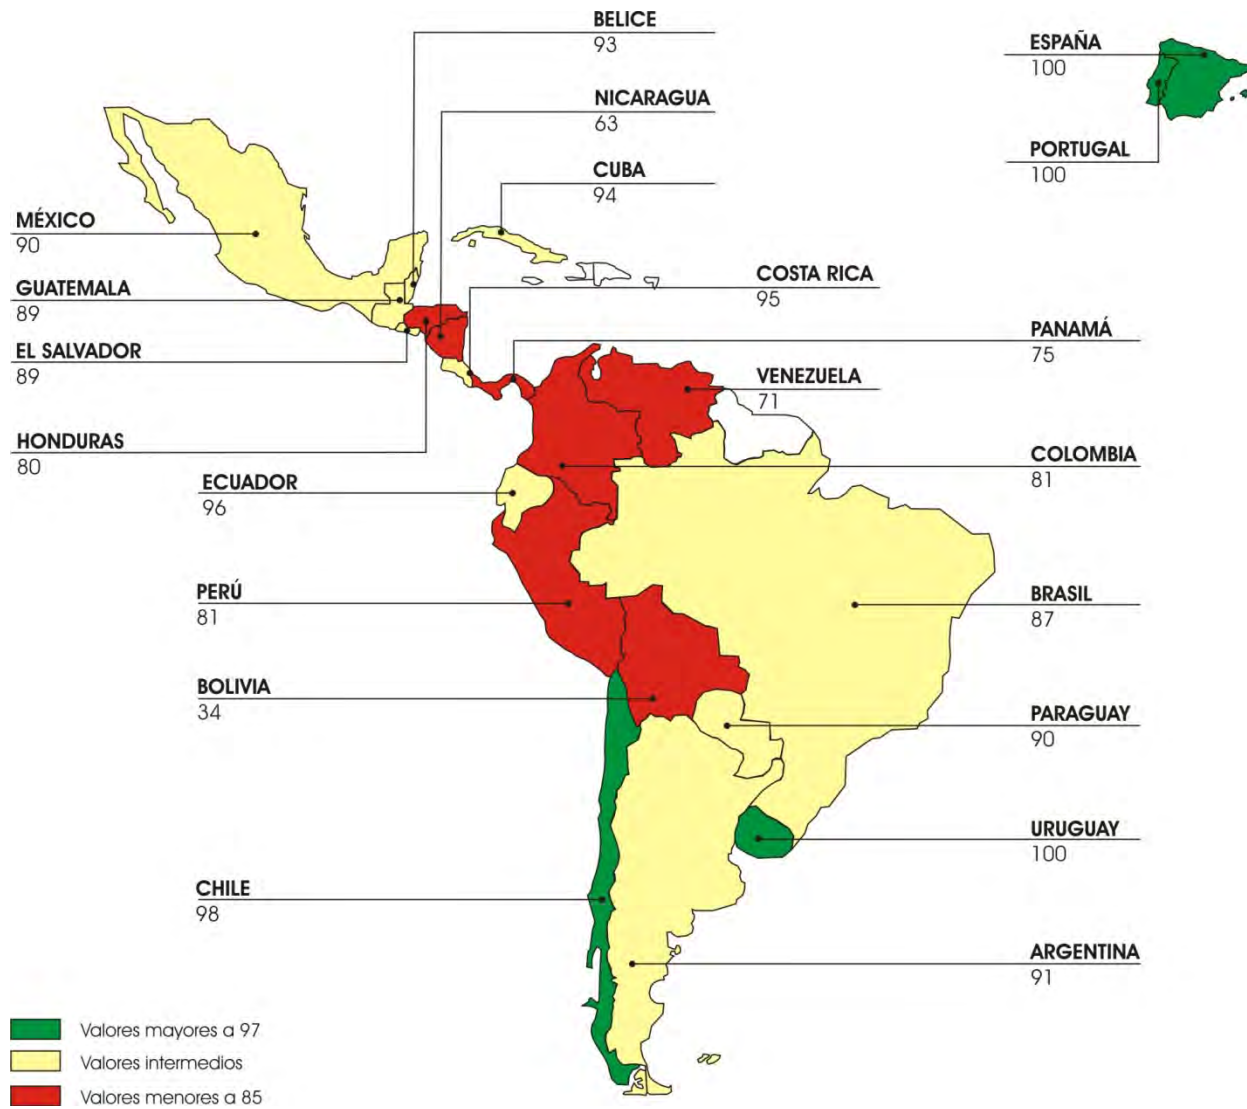 BELICE
93
ESPAÑA
100
NICARAGUA
63
PORTUGAL
100
CUBA
94
MÉXICO
90
COSTA RICA
95
GUATEMALA
89
PANAMÁ
75
EL SALVADOR
89
VENEZUELA
71
HONDURAS
80
COLOMBIA
81
ECUADOR
96
PERÚ
81
BRASIL
87
BOLIVIA
34
PARAGUAY
90
URUGUAY
100
CHILE
98
ARGENTINA
91
Valores mayores a 97
Valores intermedios
Valores menores a 85